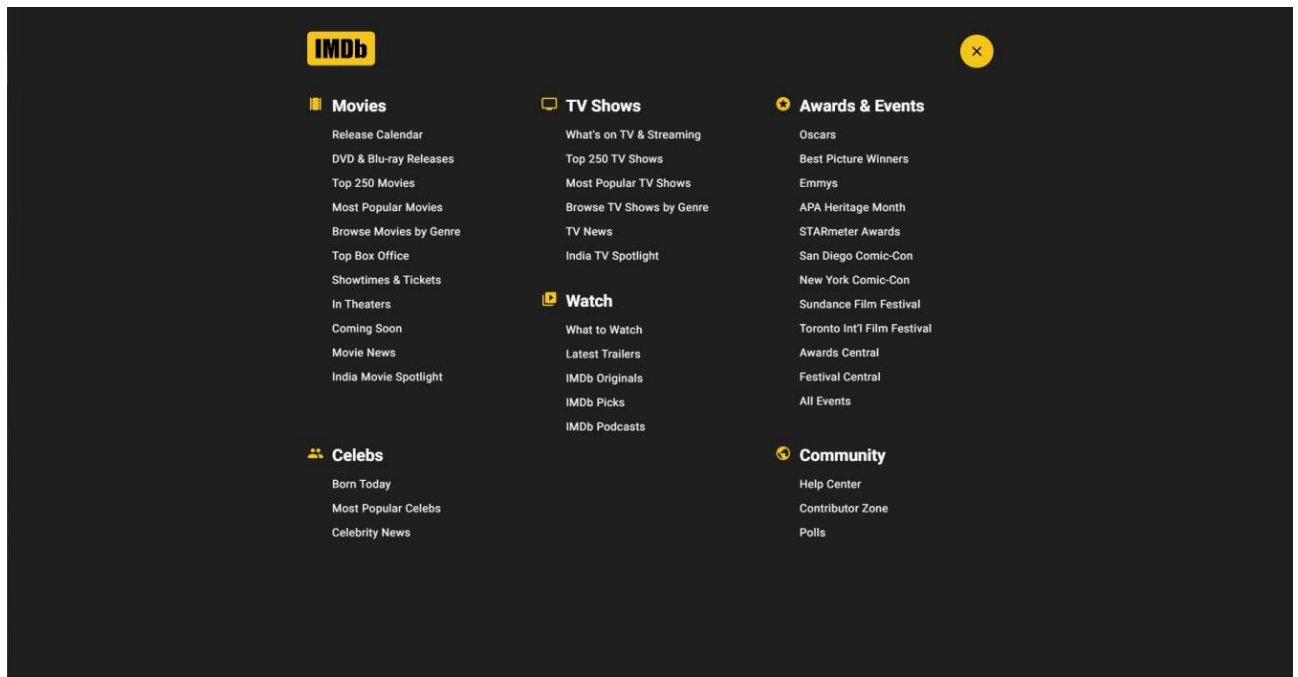 IMDb
Movies
Release Calendar
DVD & Blu-ray Releases
Top 250 Movies
Most Popular Movies
Browse Movies by Genre
Top Box Office
Showtimes & Tickets
In Theaters
Coming Soon
Movie News
India Movie Spotlight
TV Shows
What's on TV & Streaming
Top 250 TV Shows
Most Popular TV Shows
Browse TV Shows by Genre
TV News
India TV Spotlight
Watch
What to Watch
Latest Trailers
IMDb Originals
IMDb Picks
IMDb Podcasts
Awards & Events
Oscars
Best Picture Winners
Emmys
APA Heritage Month
STARmeter Awards
San Diego Comic-Con
New York Comic-Con
Sundance Film Festival
Toronto Int'l Film Festival
Awards Central
Festival Central
All Events
Celebs
Born Today
Most Popular Celebs
Celebrity News
Community
Help Center
Contributor Zone
Polls